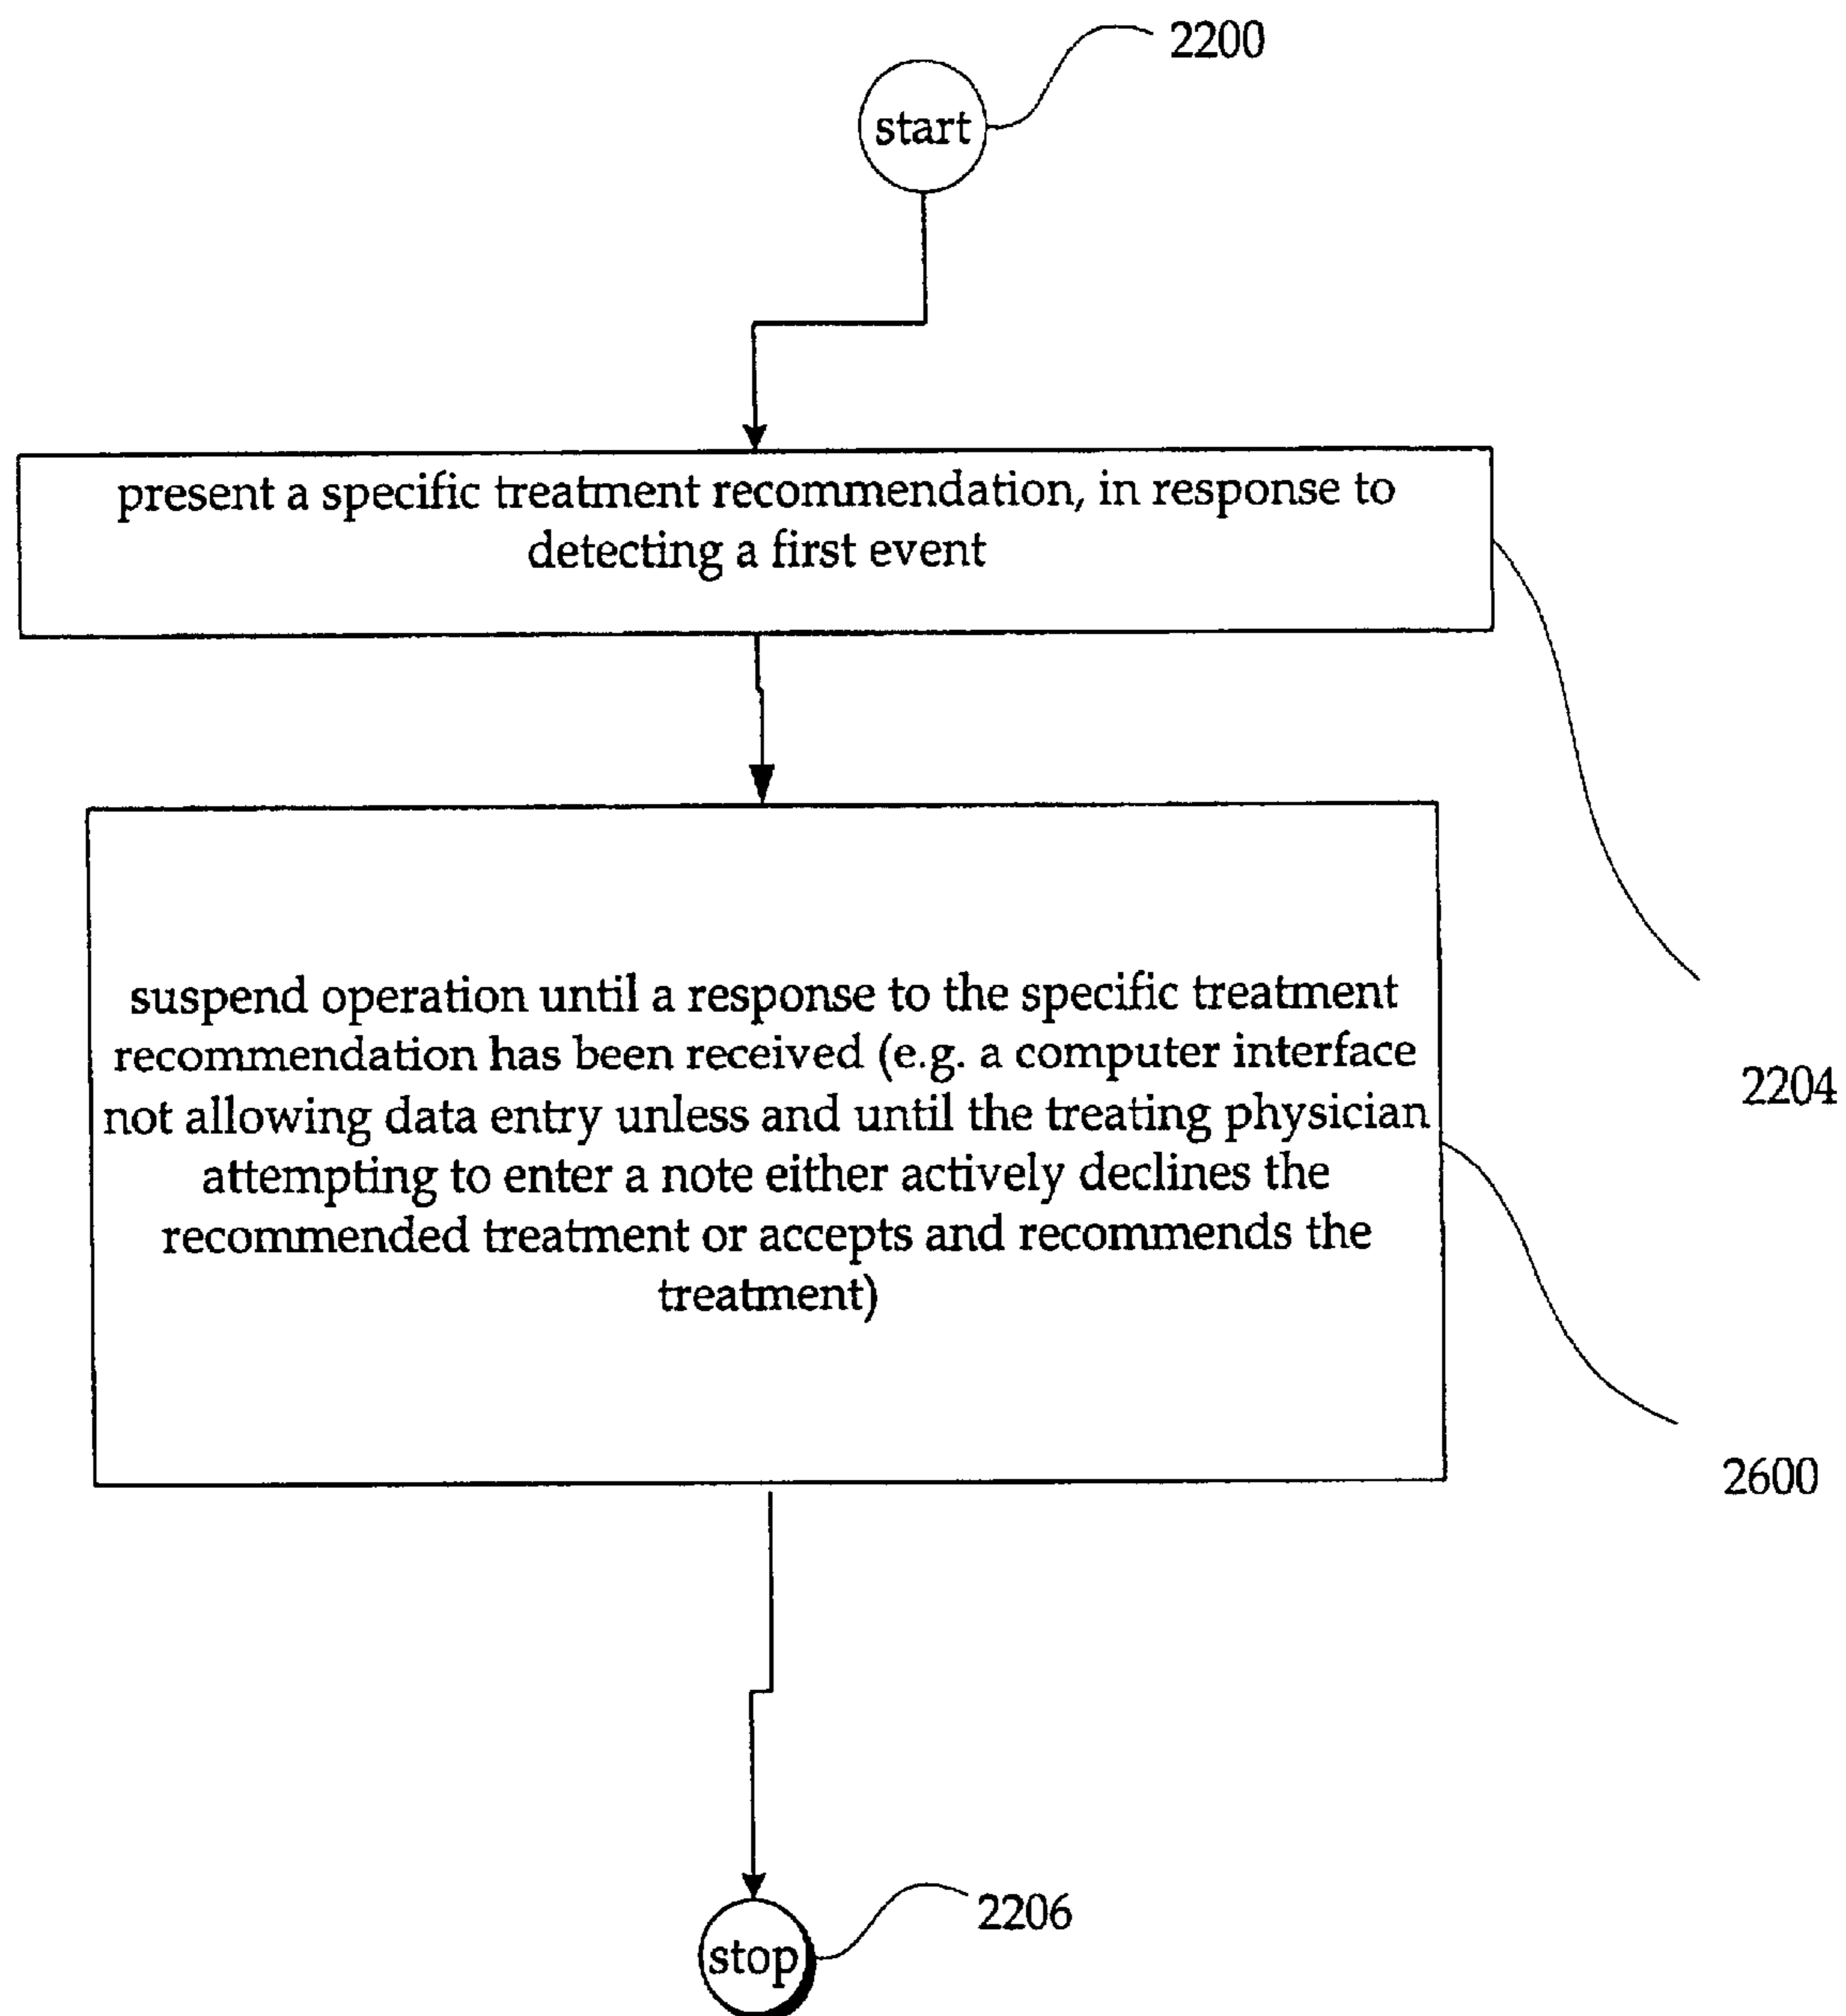 2200
start
present a specific treatment recommendation, in response to
detecting a first event
2204
suspend operation until a response to the specific treatment
recommendation has been received (e.g. a computer interface
not allowing data entry unless and until the treating physician
attempting to enter a note either actively declines the
recommended treatment or accepts and recommends the
treatment)
2600
2206
stop